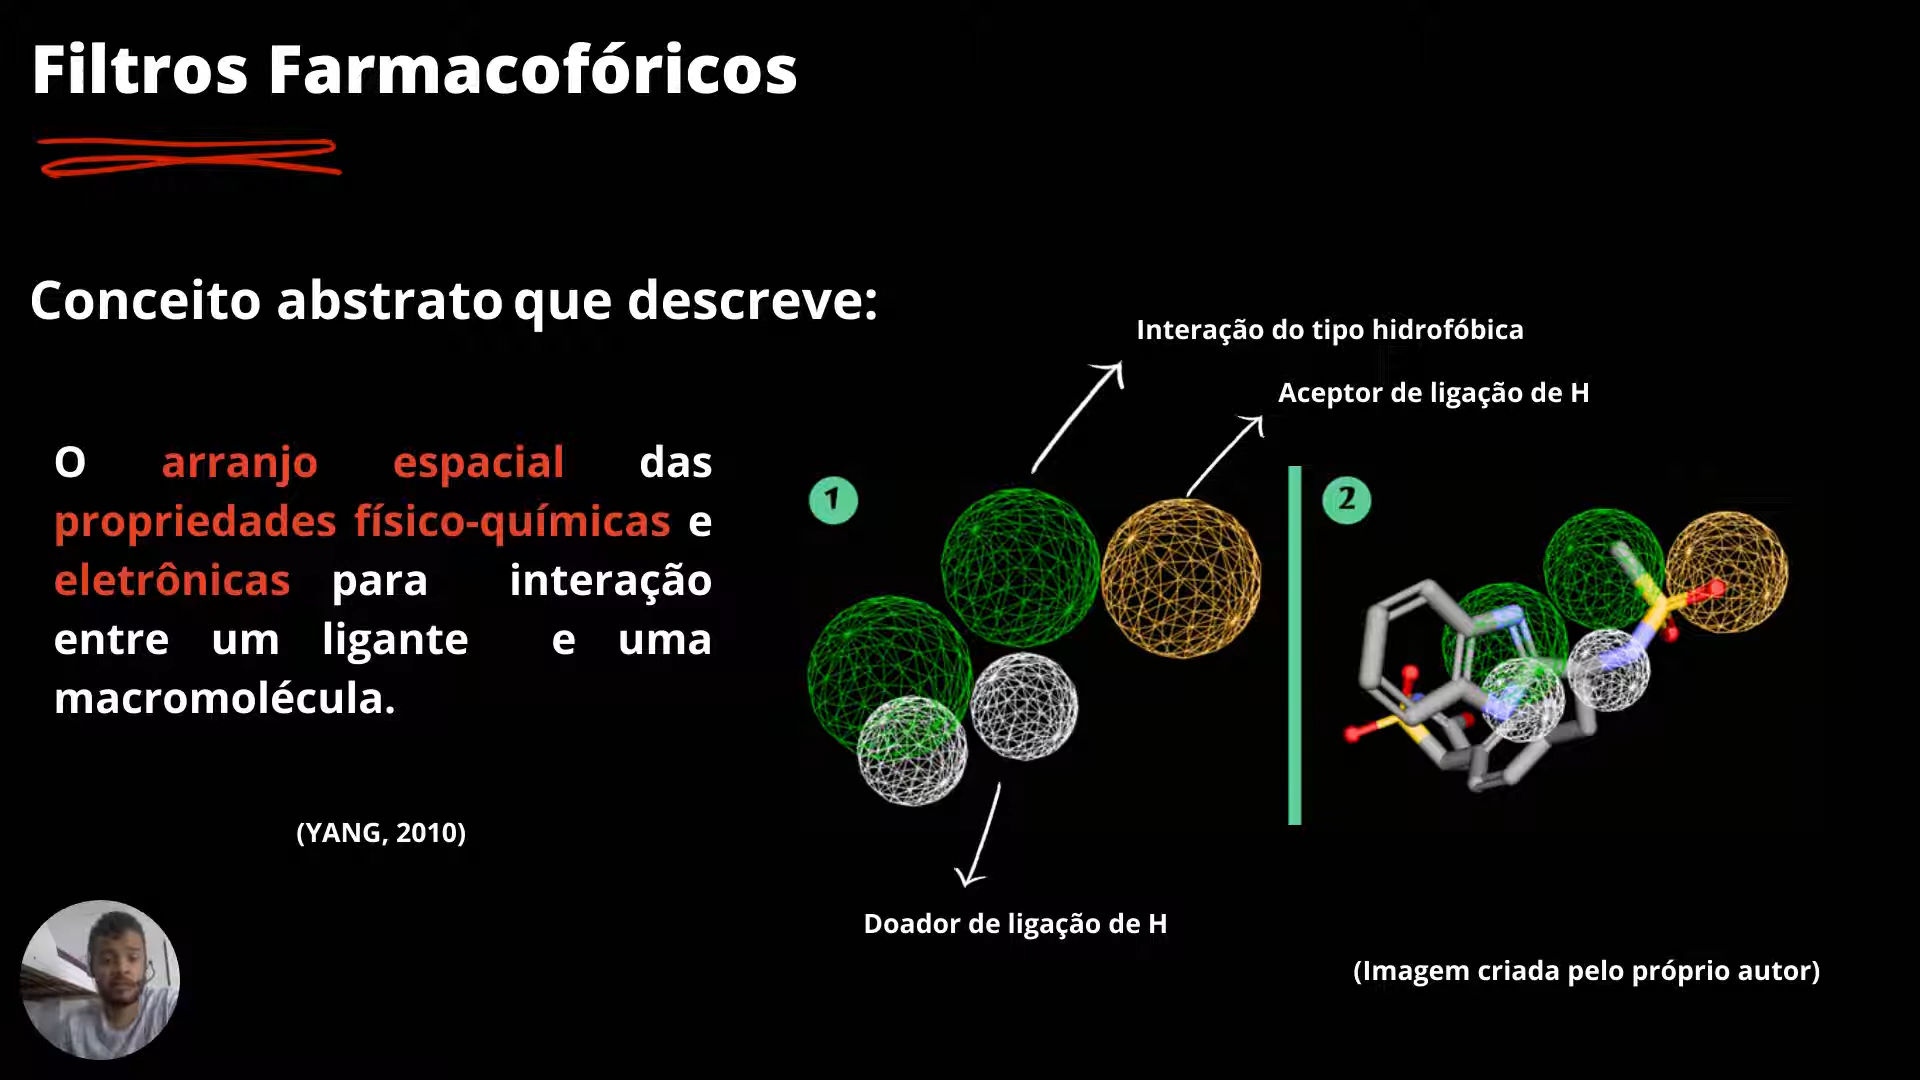 Filtros Farmacofóricos
Conceito abstrato que descreve:
O arranjo espacial das
propriedades físico-químicas e
eletrônicas para interação
entre um ligante e uma
macromolécula.
(YANG, 2010)
Interação do tipo hidrofóbica
Aceptor de ligação de H
1
2
Doador de ligação de H
(Imagem criada pelo próprio autor)